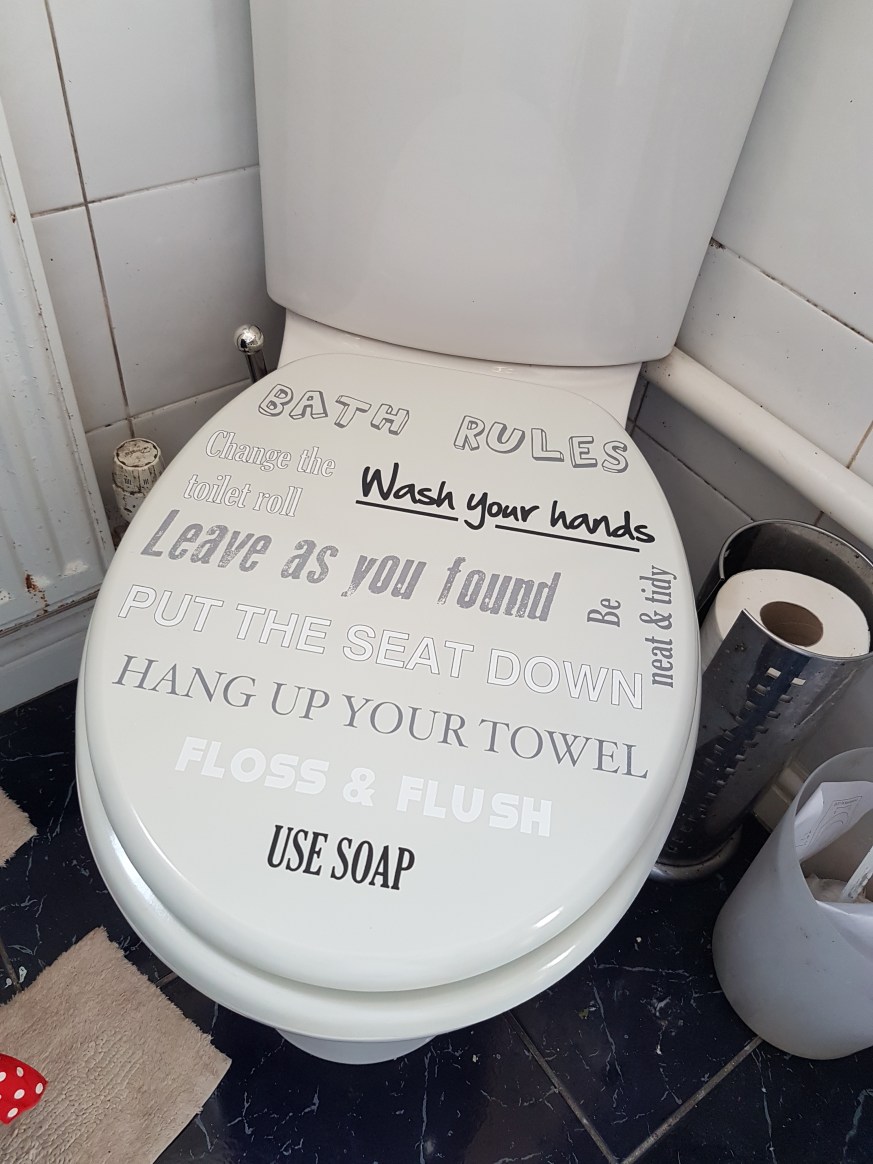 BATH RULES
Change the
toilet roll
Wash your hands
Leave as you found
Be
neat & tidy
PUT THE SEAT DOWN
HANG UP YOUR TOWEL
FLOSS & FLUSH
USE SOAP